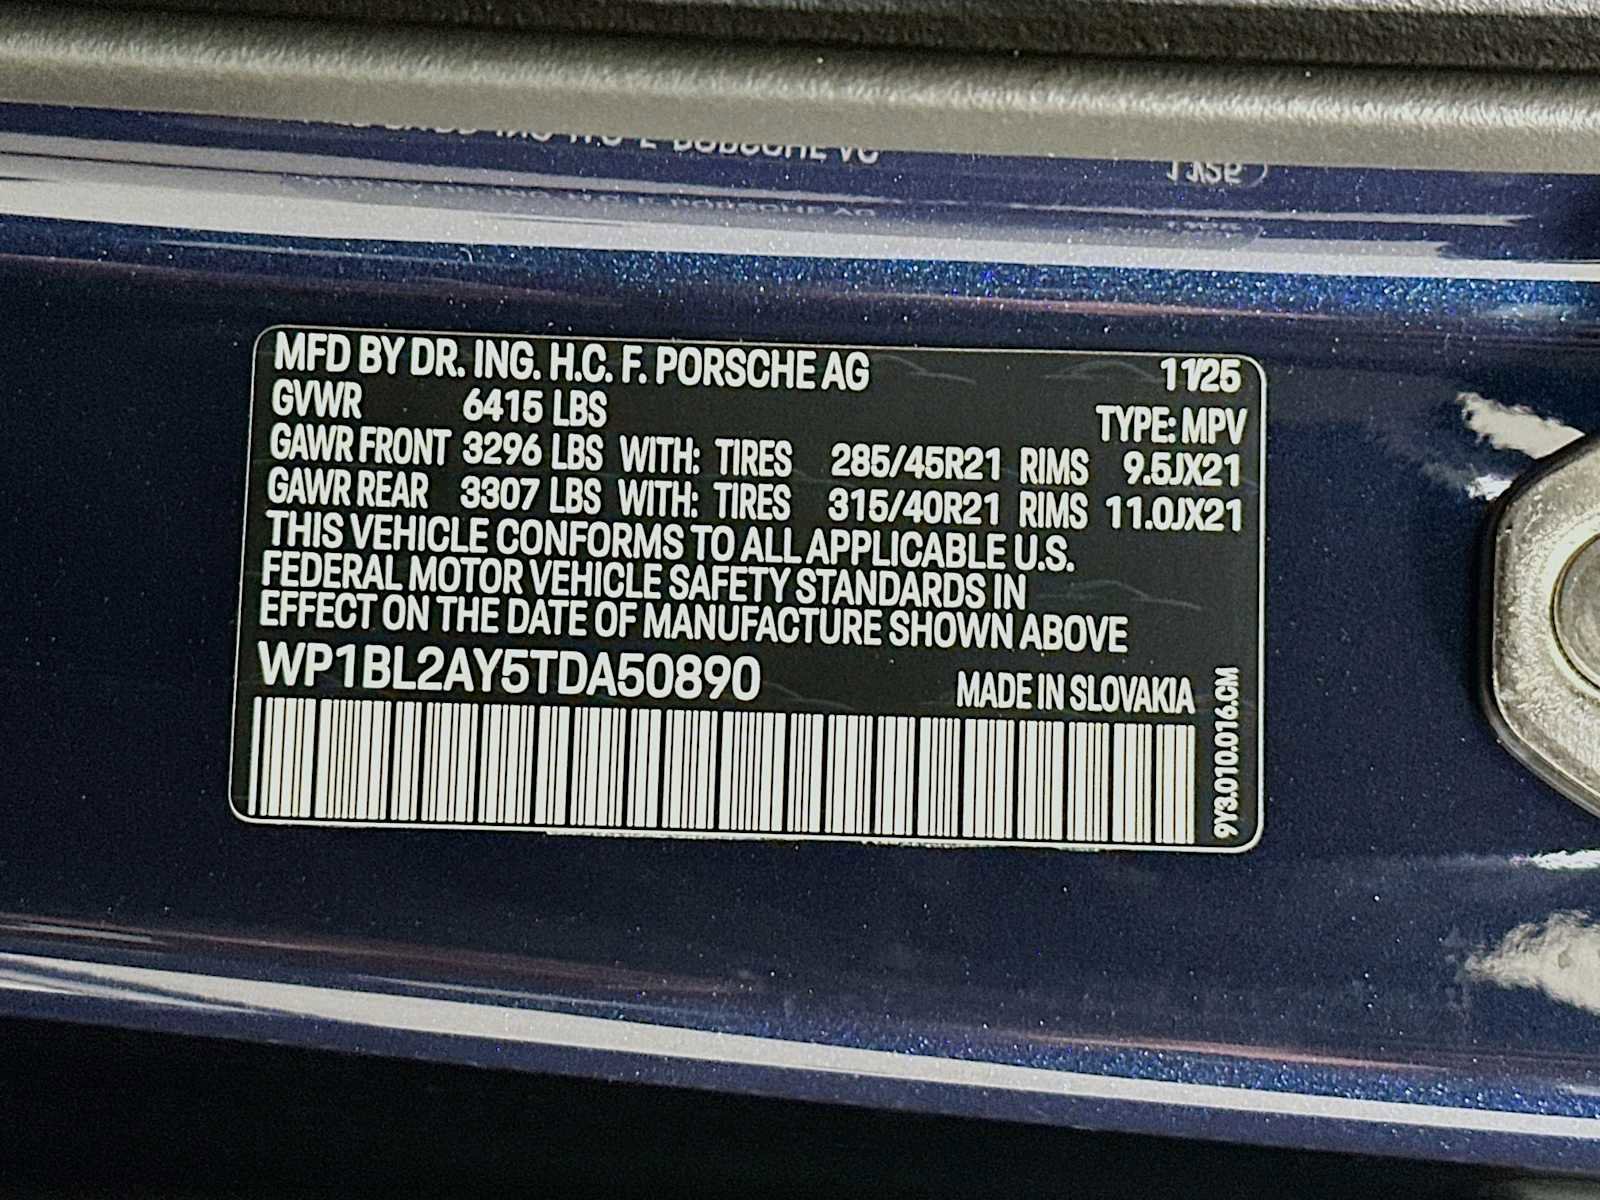 MFD BY DR. ING. H.C. F. PORSCHE AG 11/25
GVWR 6415 LBS TYPE: MPV
GAWR FRONT 3296 LBS WITH: TIRES 285/45R21 RIMS 9.5JX21
GAWR REAR 3307 LBS WITH: TIRES 315/40R21 RIMS 11.0JX21
THIS VEHICLE CONFORMS TO ALL APPLICABLE U.S.
FEDERAL MOTOR VEHICLE SAFETY STANDARDS IN
EFFECT ON THE DATE OF MANUFACTURE SHOWN ABOVE
WP1BL2AY5TDA50890 MADE IN SLOVAKIA
9Y3.010.016.CM